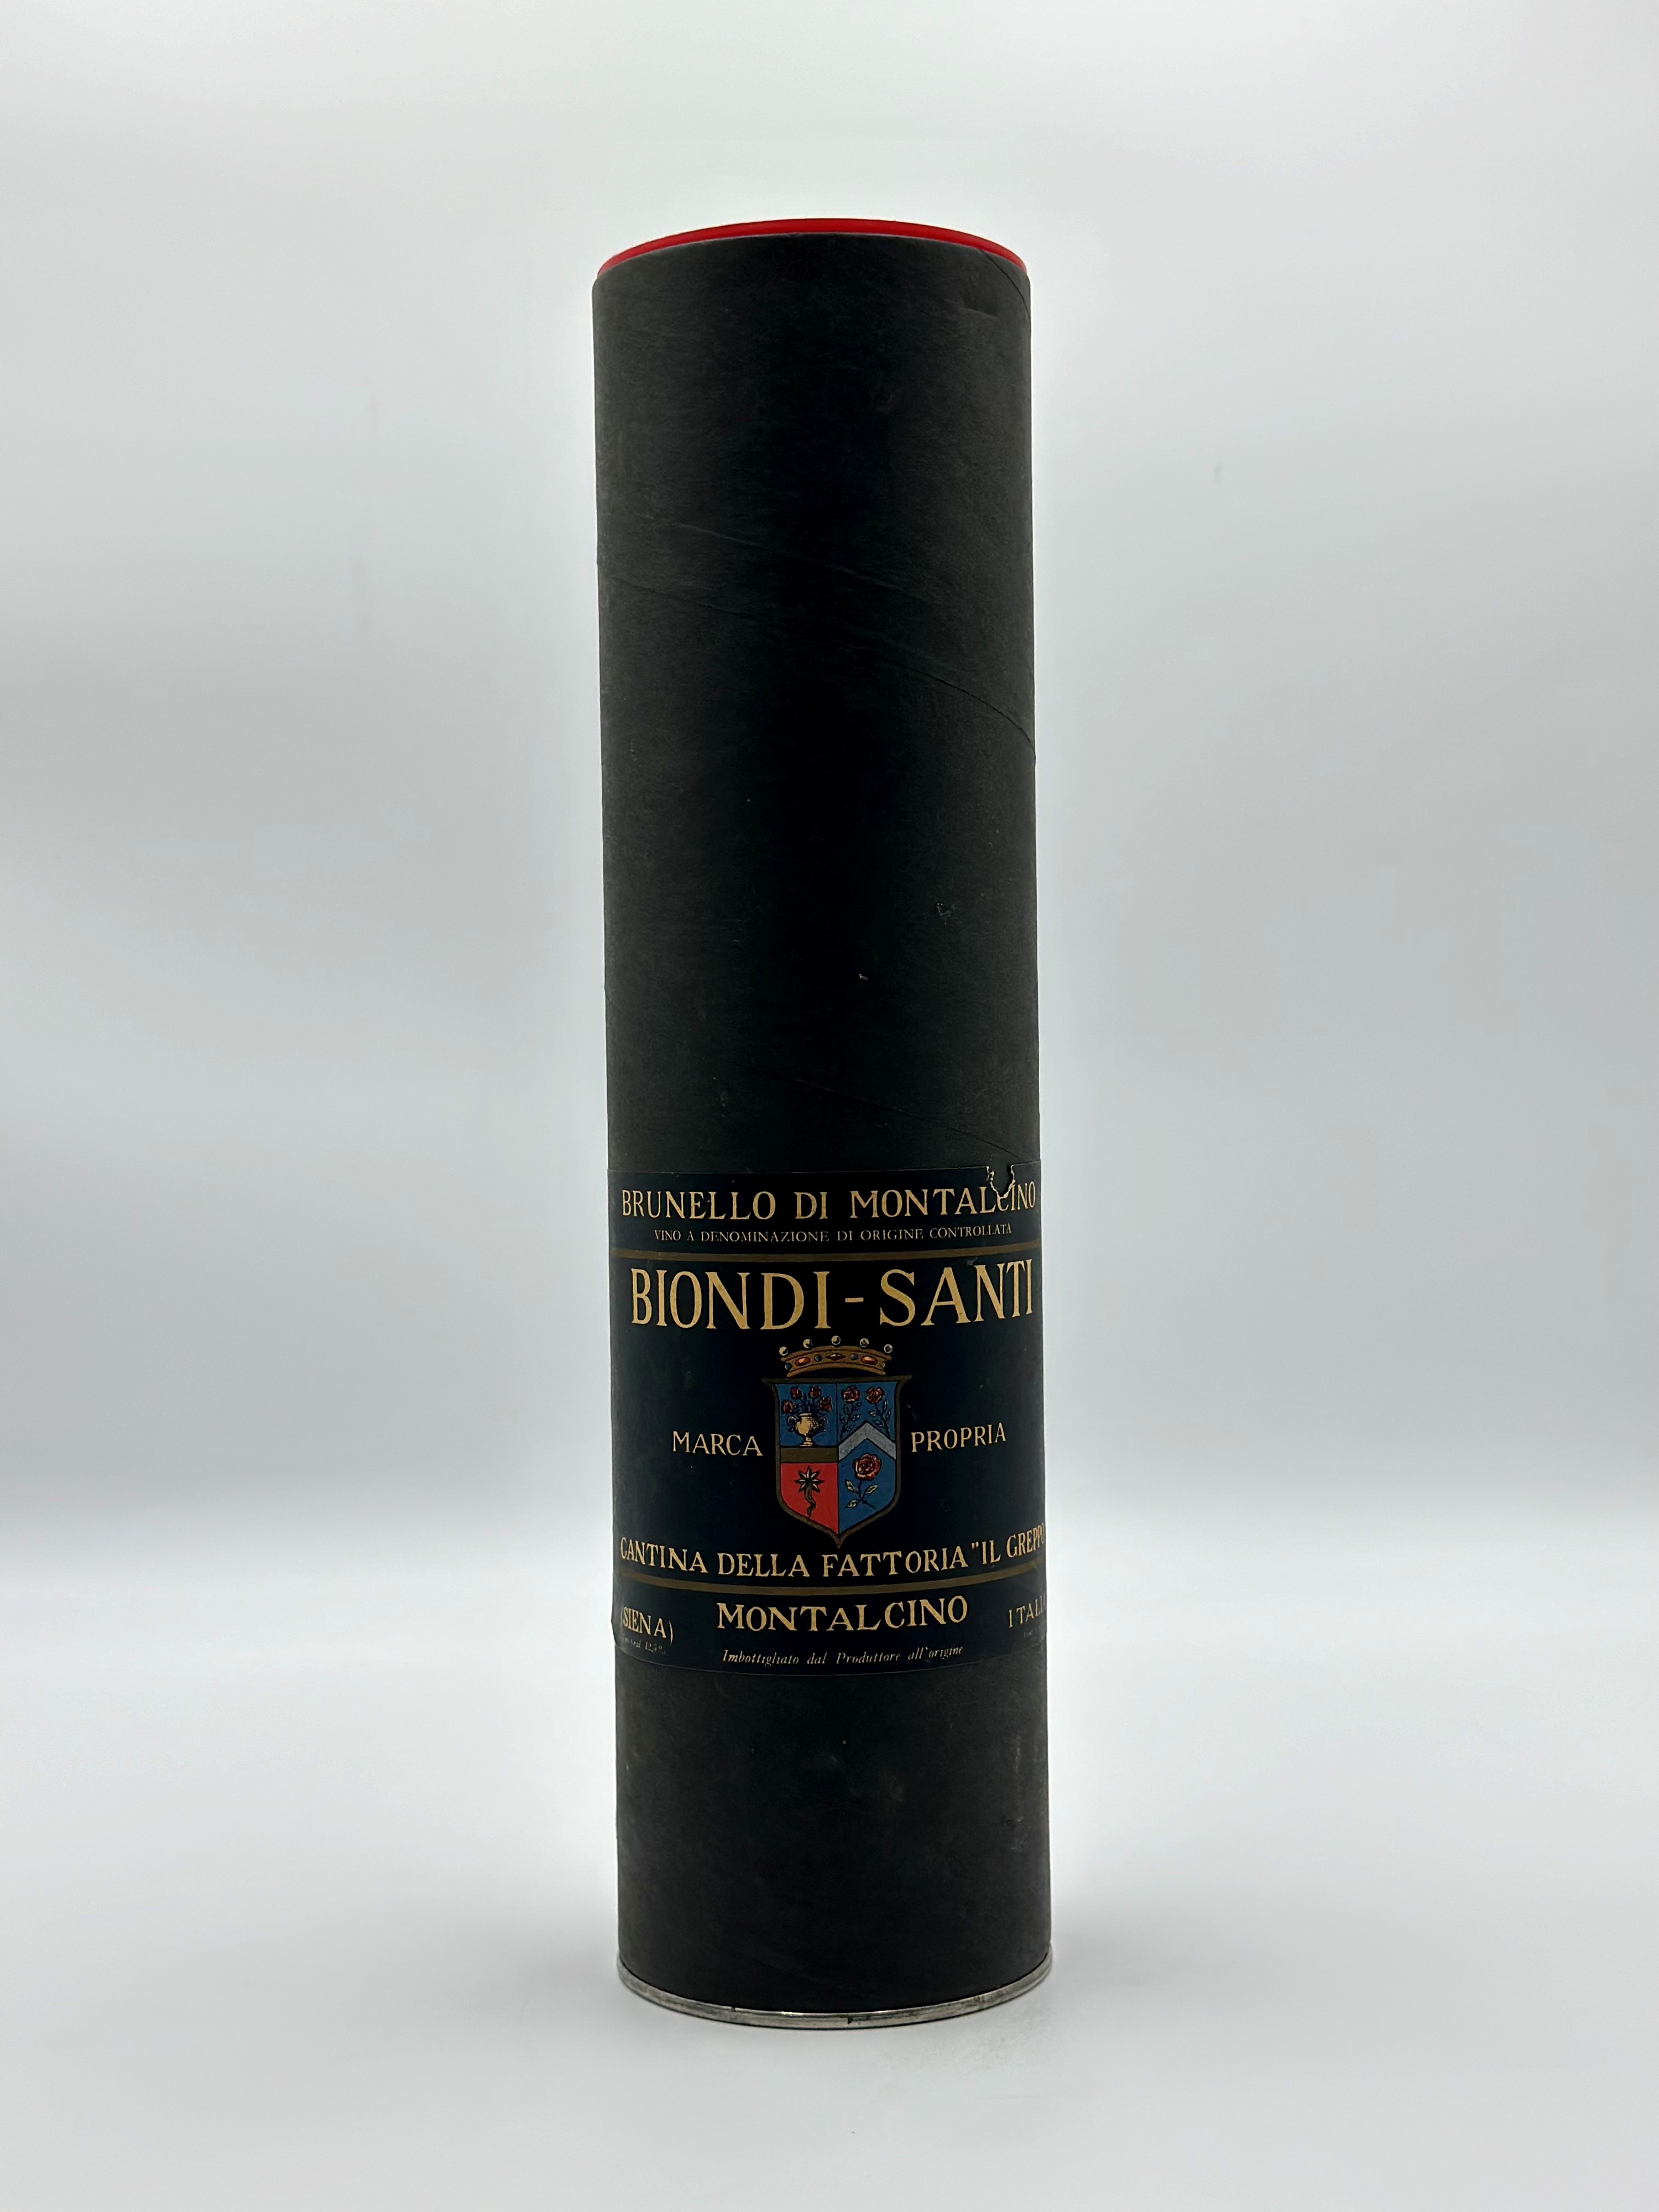 BRUNELLO DI MONTALCINO
VINO A DENOMINAZIONE DI ORIGINE CONTROLLATA
BIONDI-SANTI
MARCA PROPRIA
CANTINA DELLA FATTORIA "IL GREPPO
(SIENA) MONTALCINO ITALI
Imbottigliato dal Produttore all'origine